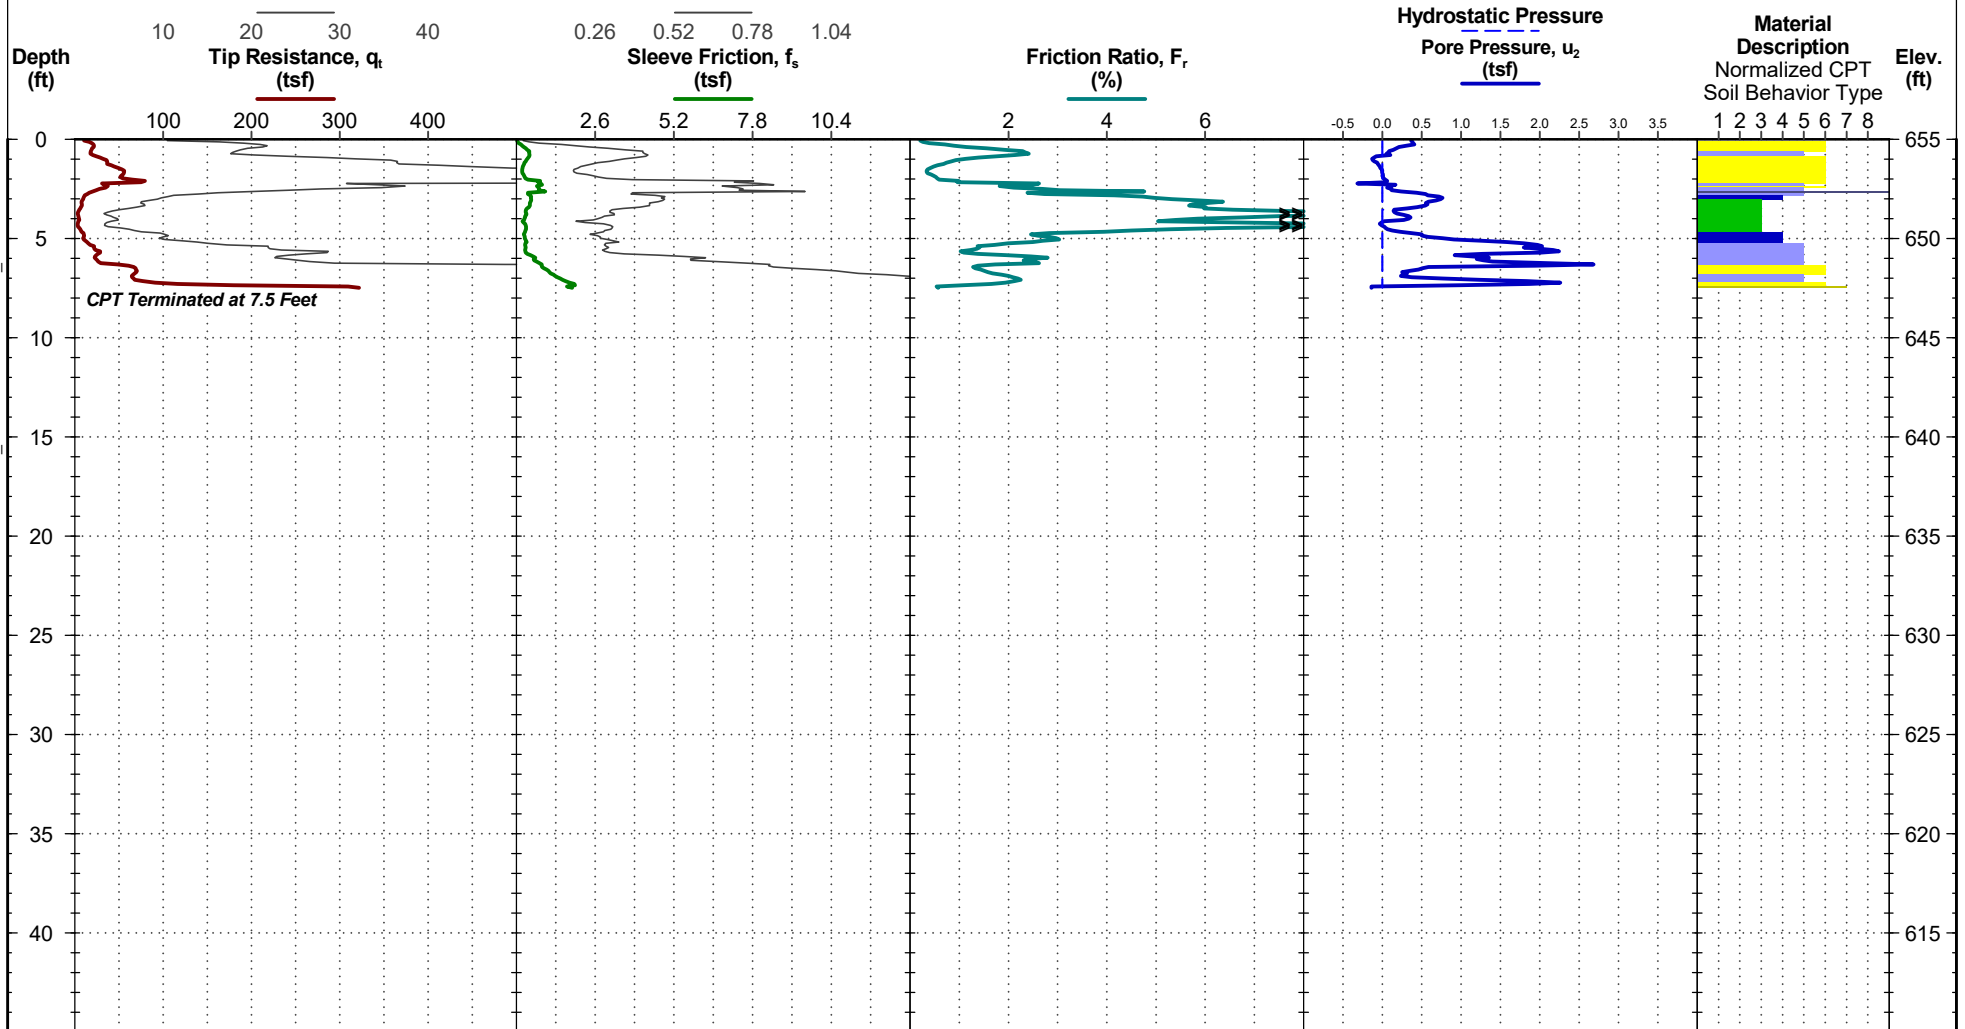 10 20 30 40
0.26 0.52 0.78 1.04
Depth
(ft)
Tip Resistance, qt
(tsf)
100 200 300 400
Sleeve Friction, fs
(tsf)
2.6 5.2 7.8 10.4
Friction Ratio, Fr
(%)
2 4 6
Hydrostatic Pressure
Pore Pressure, u2
(tsf)
-0.5 0.0 0.5 1.0 1.5 2.0 2.5 3.0 3.5
Material
Description
Normalized CPT
Soil Behavior Type
1 2 3 4 5 6 7 8
Elev.
(ft)
0 655
5 650
CPT Terminated at 7.5 Feet
10 645
15 640
20 635
25 630
30 625
35 620
40 615